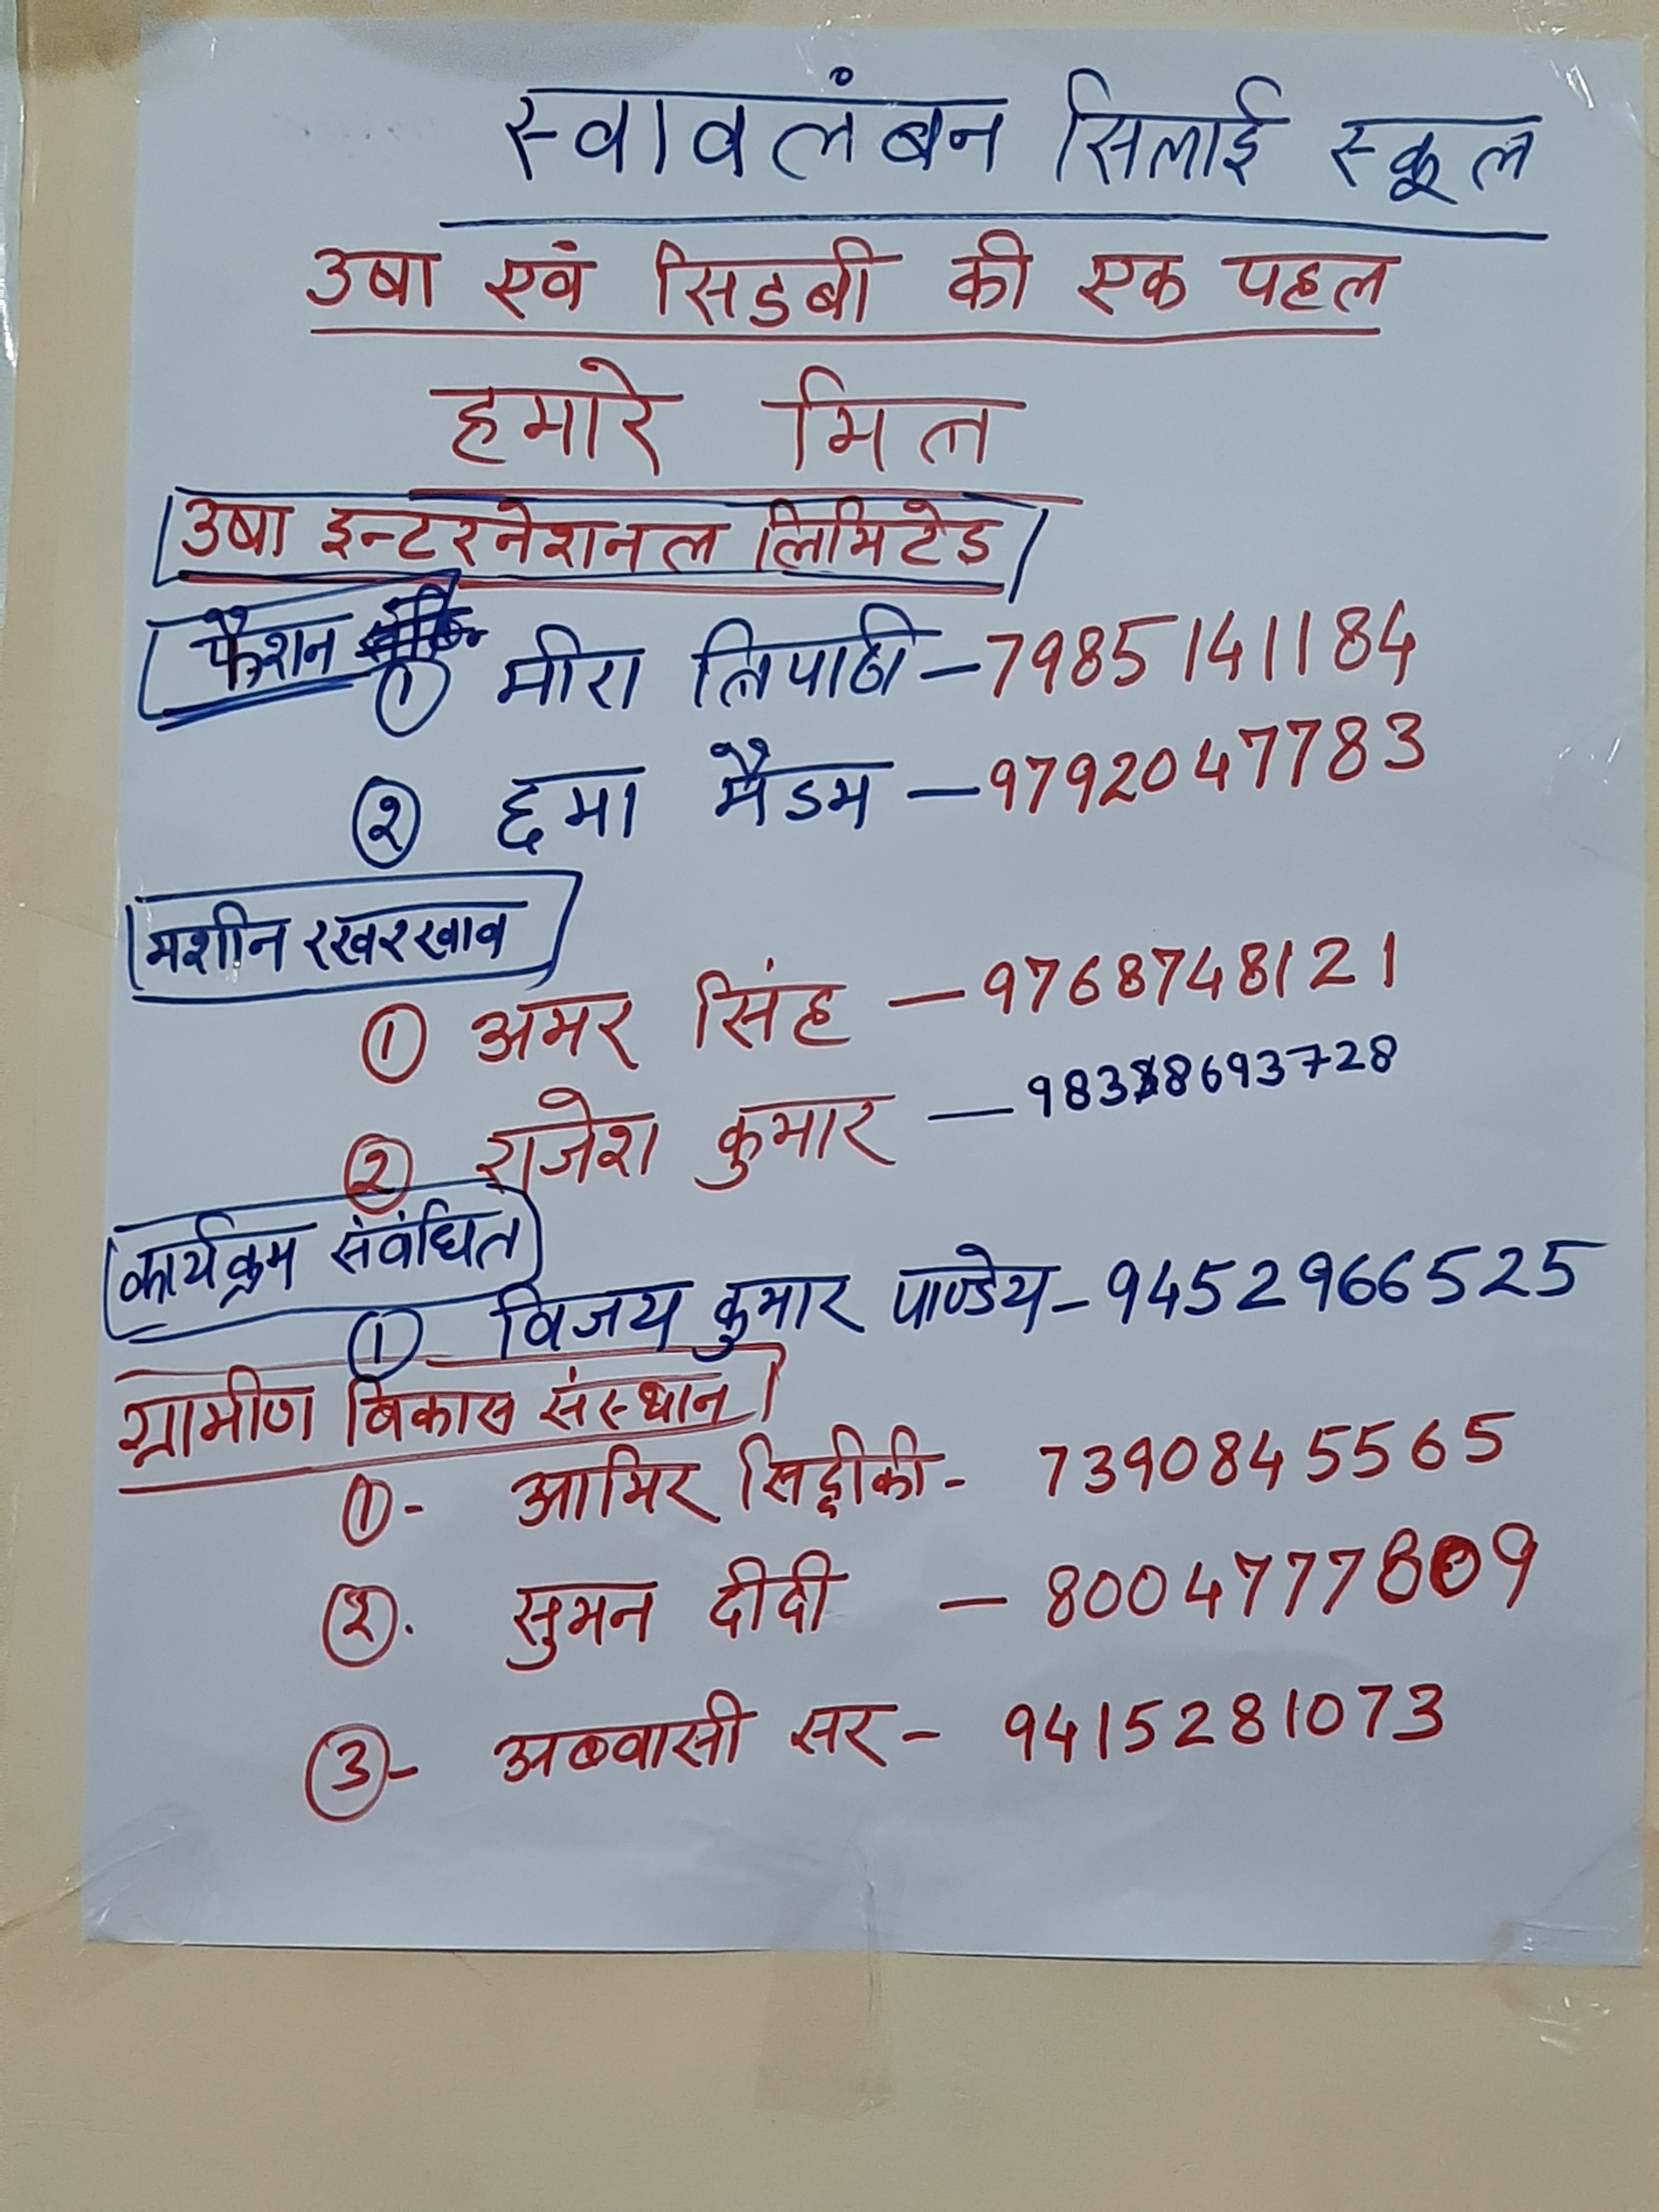 स्वावलंबन सिलाई स्कूल
उषा एवं सिडबी की एक पहल
हमारे मित्र
उषा इन्टरनेशनल लिमिटेड
फैशन
① मीरा त्रिपाठी - 7985141184
② छमा मैडम - 9792047783
मशीन रखरखाव
① अमर सिंह - 9768748121
② राजेश कुमार - 9838693728
कार्यक्रम संबंधित
① विजय कुमार पाण्डेय - 9452966525
ग्रामीण विकास संस्थान
①- आमिर सिद्दीकी - 7390845565
②. सुमन दीदी - 8004777809
③- अब्वासी सर - 9415281073